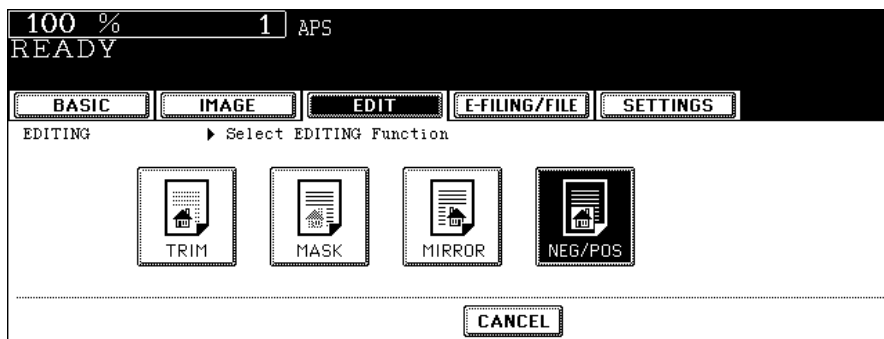 100 % 1 APS
READY
BASIC IMAGE EDIT E-FILING/FILE SETTINGS
EDITING ▶ Select EDITING Function
TRIM MASK MIRROR NEG/POS
CANCEL